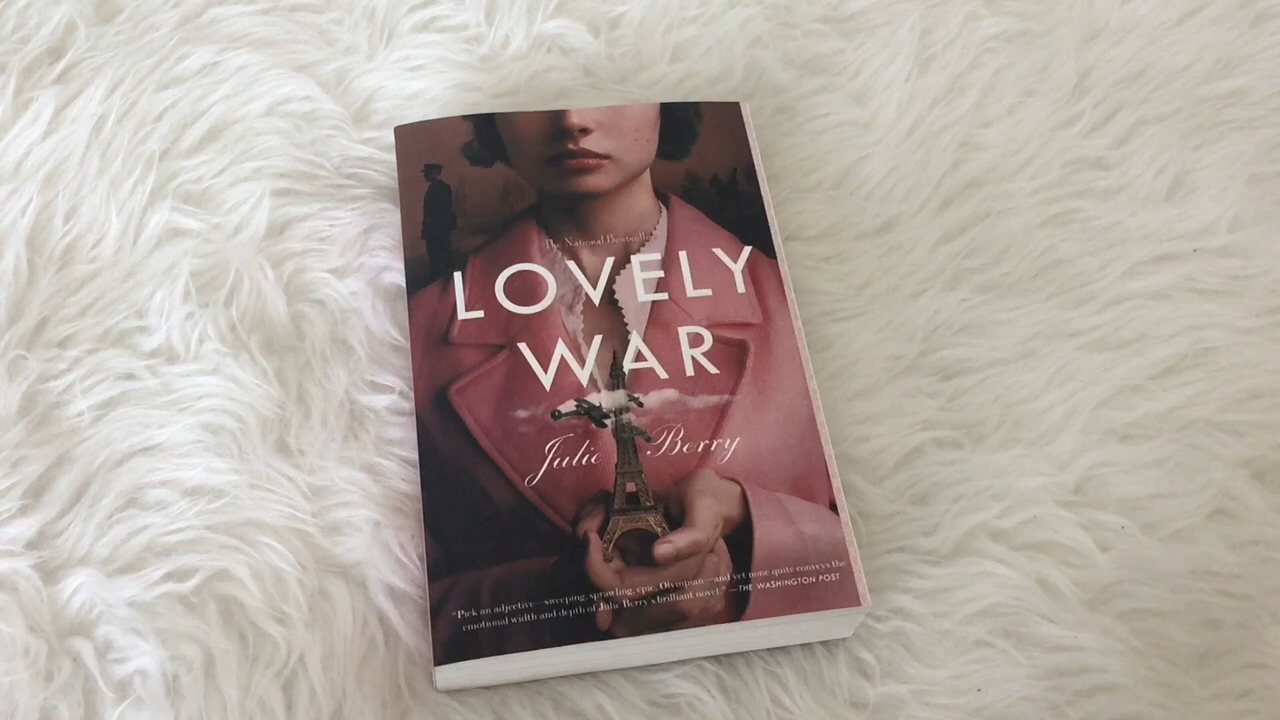 The National Bestseller
LOVELY
WAR
Julie Berry
"Pick an adjective—sweeping, sprawling, epic, Olympian—and yet none quite conveys the
emotional width and depth of Julie Berry's brilliant novel." —THE WASHINGTON POST